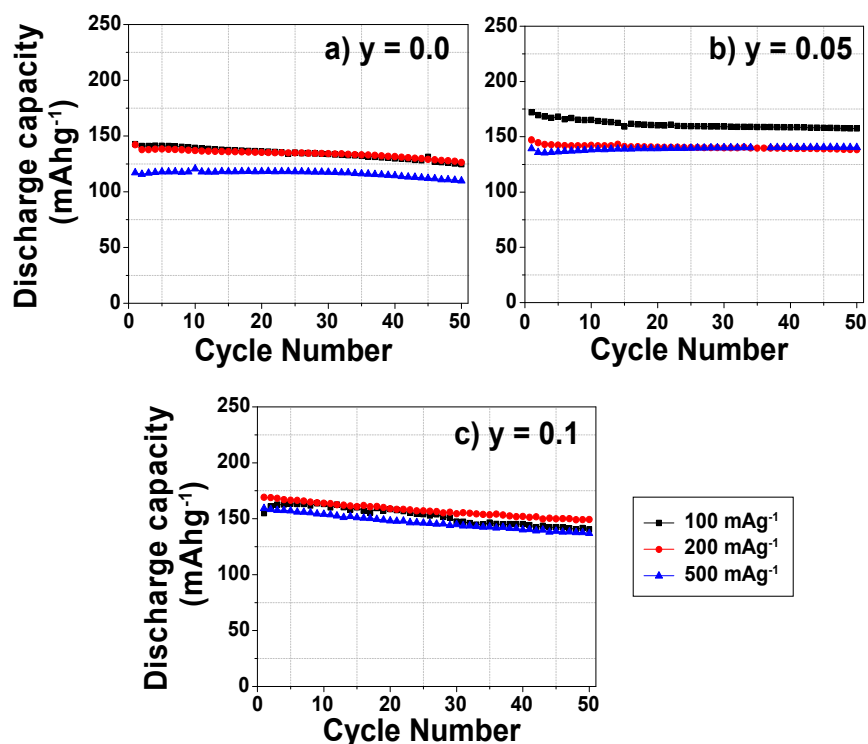 a) y = 0.0
250
200
150
100
50
0
Discharge capacity
(mAhg⁻¹)
0 10 20 30 40 50
Cycle Number
b) y = 0.05
250
200
150
100
50
0
0 10 20 30 40 50
Cycle Number
c) y = 0.1
250
200
150
100
50
0
Discharge capacity
(mAhg⁻¹)
0 10 20 30 40 50
Cycle Number
100 mAg⁻¹
200 mAg⁻¹
500 mAg⁻¹